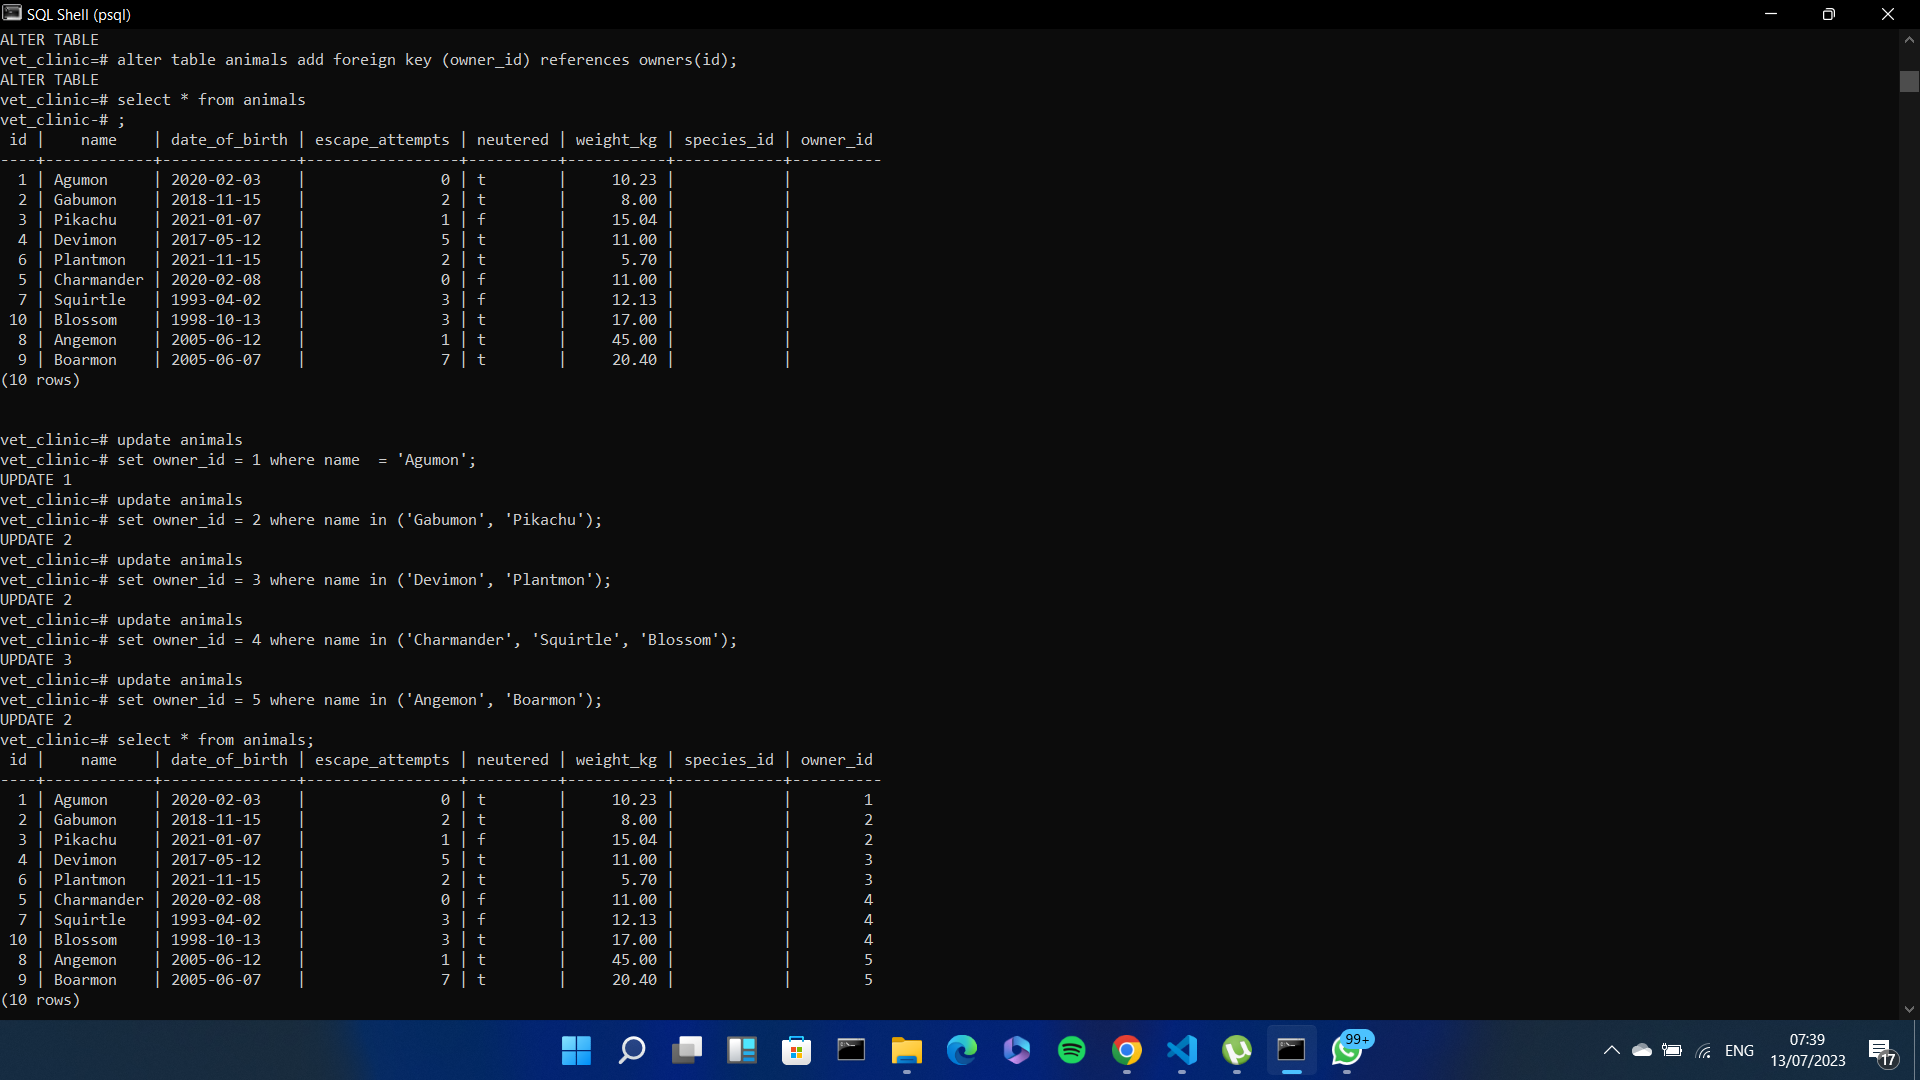 SQL Shell (psql)
ALTER TABLE
vet_clinic=# alter table animals add foreign key (owner_id) references owners(id);
ALTER TABLE
vet_clinic=# select * from animals
vet_clinic-# ;
 id |    name    | date_of_birth | escape_attempts | neutered | weight_kg | species_id | owner_id
----+------------+---------------+-----------------+----------+-----------+------------+----------
  1 | Agumon     | 2020-02-03    |               0 | t        |     10.23 |            |
  2 | Gabumon    | 2018-11-15    |               2 | t        |      8.00 |            |
  3 | Pikachu    | 2021-01-07    |               1 | f        |     15.04 |            |
  4 | Devimon    | 2017-05-12    |               5 | t        |     11.00 |            |
  6 | Plantmon   | 2021-11-15    |               2 | t        |      5.70 |            |
  5 | Charmander | 2020-02-08    |               0 | f        |     11.00 |            |
  7 | Squirtle   | 1993-04-02    |               3 | f        |     12.13 |            |
 10 | Blossom    | 1998-10-13    |               3 | t        |     17.00 |            |
  8 | Angemon    | 2005-06-12    |               1 | t        |     45.00 |            |
  9 | Boarmon    | 2005-06-07    |               7 | t        |     20.40 |            |
(10 rows)
vet_clinic=# update animals
vet_clinic-# set owner_id = 1 where name  = 'Agumon';
UPDATE 1
vet_clinic=# update animals
vet_clinic-# set owner_id = 2 where name in ('Gabumon', 'Pikachu');
UPDATE 2
vet_clinic=# update animals
vet_clinic-# set owner_id = 3 where name in ('Devimon', 'Plantmon');
UPDATE 2
vet_clinic=# update animals
vet_clinic-# set owner_id = 4 where name in ('Charmander', 'Squirtle', 'Blossom');
UPDATE 3
vet_clinic=# update animals
vet_clinic-# set owner_id = 5 where name in ('Angemon', 'Boarmon');
UPDATE 2
vet_clinic=# select * from animals;
 id |    name    | date_of_birth | escape_attempts | neutered | weight_kg | species_id | owner_id
----+------------+---------------+-----------------+----------+-----------+------------+----------
  1 | Agumon     | 2020-02-03    |               0 | t        |     10.23 |            |        1
  2 | Gabumon    | 2018-11-15    |               2 | t        |      8.00 |            |        2
  3 | Pikachu    | 2021-01-07    |               1 | f        |     15.04 |            |        2
  4 | Devimon    | 2017-05-12    |               5 | t        |     11.00 |            |        3
  6 | Plantmon   | 2021-11-15    |               2 | t        |      5.70 |            |        3
  5 | Charmander | 2020-02-08    |               0 | f        |     11.00 |            |        4
  7 | Squirtle   | 1993-04-02    |               3 | f        |     12.13 |            |        4
 10 | Blossom    | 1998-10-13    |               3 | t        |     17.00 |            |        4
  8 | Angemon    | 2005-06-12    |               1 | t        |     45.00 |            |        5
  9 | Boarmon    | 2005-06-07    |               7 | t        |     20.40 |            |        5
(10 rows)
99+
ENG
07:39
13/07/2023
17